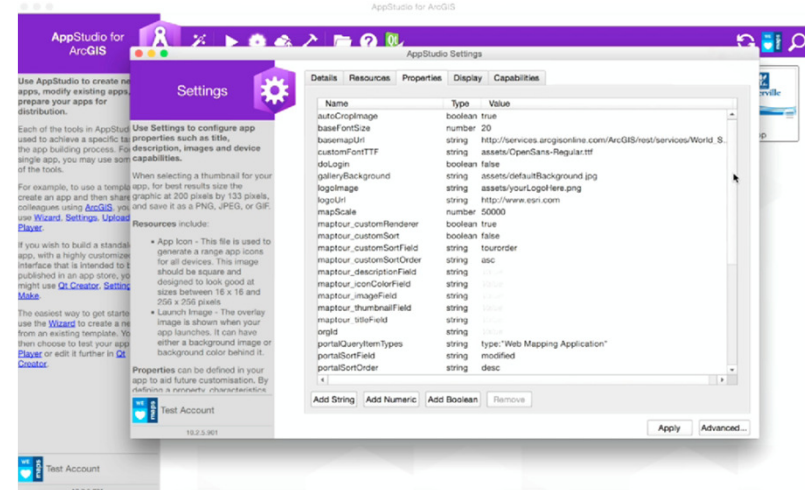 AppStudio for ArcGIS
AppStudio for
ArcGIS
Use AppStudio to create ne
apps, modify existing apps,
prepare your apps for
distribution.
Each of the tools in AppStud
used to achieve a specific ta
the app building process. Fo
single app, you may use som
of the tools.
For example, to use a templa
create an app and then share
colleagues using ArcGIS, you
use Wizard, Settings, Upload
Player.
If you wish to build a standal
app, with a highly customize
interface that is intended to b
published in an app store, yo
might use Qt Creator, Setting
Make.
The easiest way to get starte
use the Wizard to create a ne
from an existing template. Yo
then choose to test your app
Player or edit it further in Qt
Creator.
Test Account
AppStudio Settings
Settings
Use Settings to configure app
properties such as title,
description, images and device
capabilities.
When selecting a thumbnail for your
app, for best results size the
graphic at 200 pixels by 133 pixels,
and save it as a PNG, JPEG, or GIF.
Resources include:
• App Icon - This file is used to
generate a range app icons
for all devices. This image
should be square and
designed to look good at
sizes between 16 x 16 and
256 x 256 pixels
• Launch Image - The overlay
image is shown when your
app launches. It can have
either a background image or
background color behind it.
Properties can be defined in your
app to aid future customisation. By
defining a property, characteristics
Test Account
10.2.5.901
Details Resources Properties Display Capabilities
Name Type Value
autoCropImage boolean true
baseFontSize number 20
basemapUrl string http://services.arcgisonline.com/ArcGIS/rest/services/World_S...
customFontTTF string assets/OpenSans-Regular.ttf
doLogin boolean false
galleryBackground string assets/defaultBackground.jpg
logoImage string assets/yourLogoHere.png
logoUrl string http://www.esri.com
mapScale number 50000
maptour_customRenderer boolean true
maptour_customSort boolean false
maptour_customSortField string tourorder
maptour_customSortOrder string asc
maptour_descriptionField string
maptour_iconColorField string
maptour_imageField string
maptour_thumbnailField string
maptour_titleField string
orgId string
portalQueryItemTypes string type:"Web Mapping Application"
portalSortField string modified
portalSortOrder string desc
Add String Add Numeric Add Boolean Remove
Apply Advanced...
erville